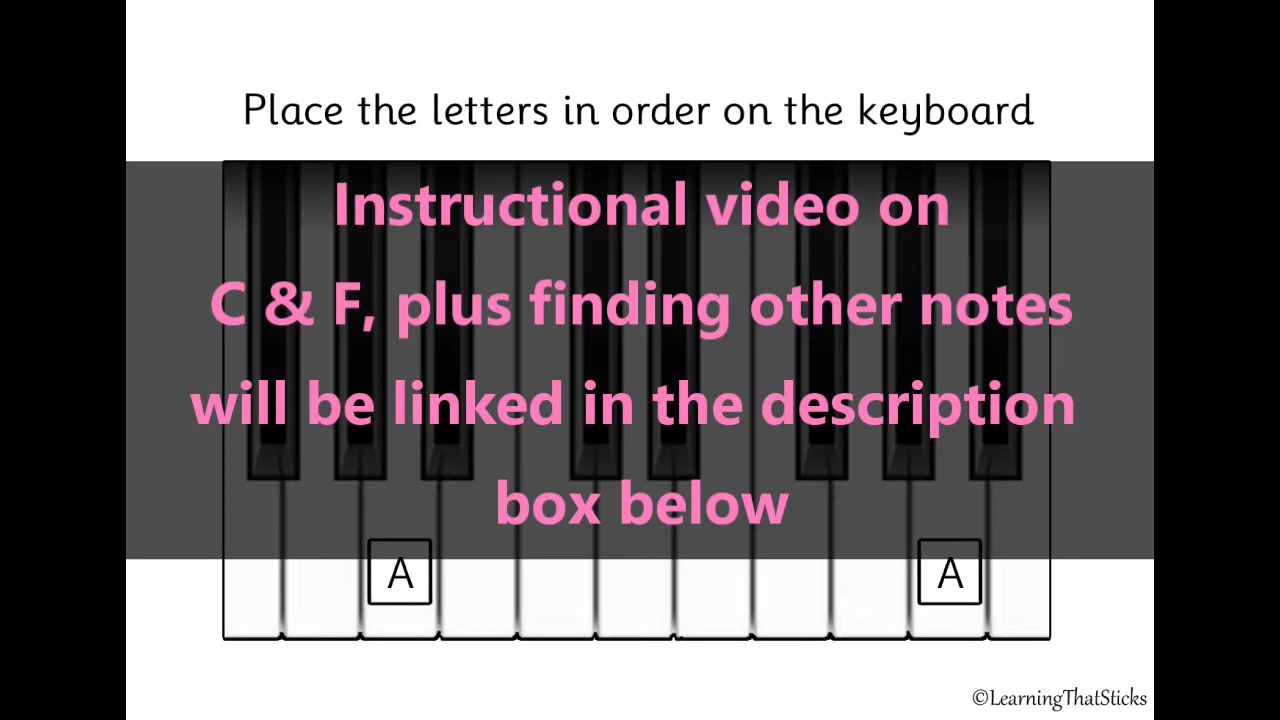 Place the letters in order on the keyboard
Instructional video on
C & F, plus finding other notes
will be linked in the description
box below
A A
©LearningThatSticks